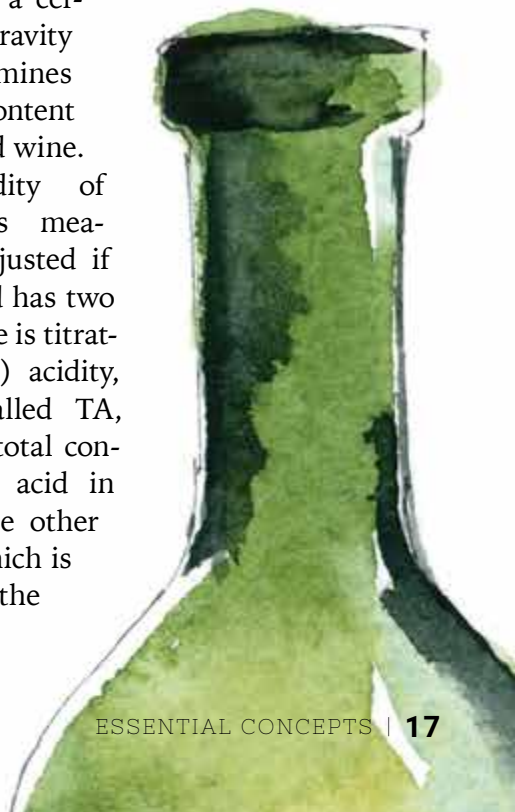 a cer-
ravity
mines
ontent
d wine.
dity of
s mea-
justed if
d has two
e is titrat-
) acidity,
alled TA,
total con-
acid in
e other
hich is
the
ESSENTIAL CONCEPTS | 17